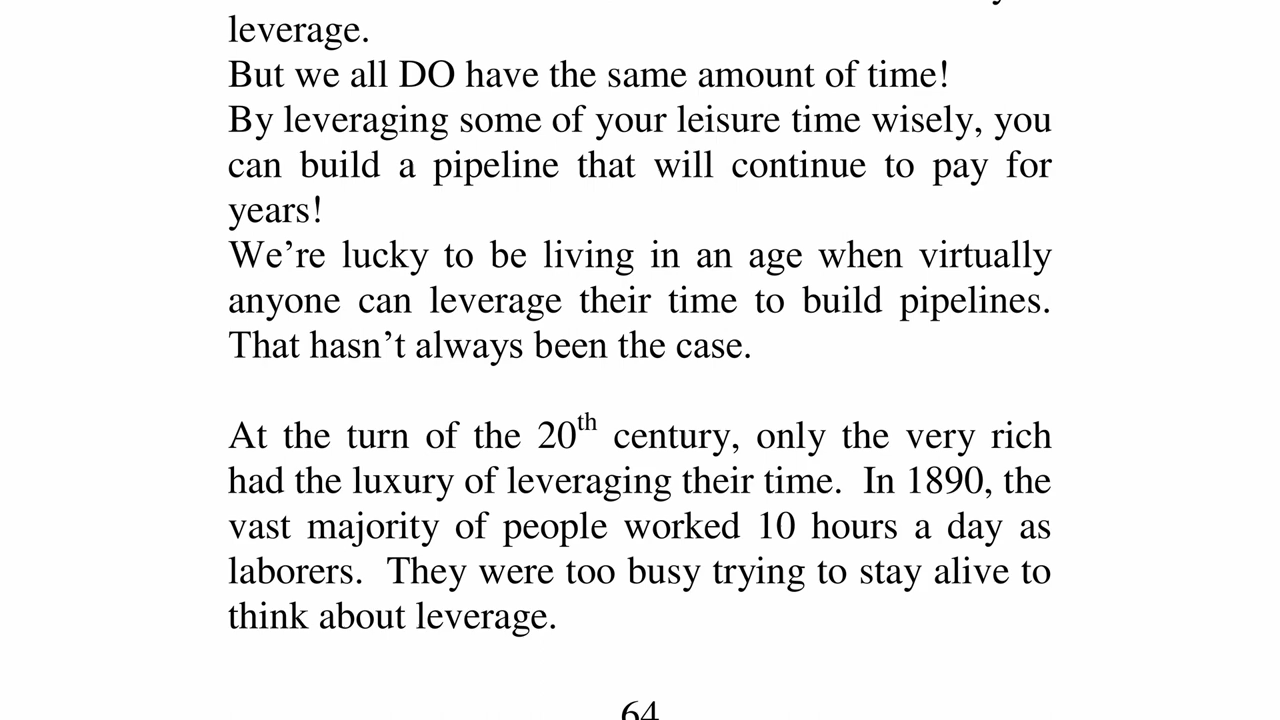 leverage.
But we all DO have the same amount of time!
By leveraging some of your leisure time wisely, you
can build a pipeline that will continue to pay for
years!
We’re lucky to be living in an age when virtually
anyone can leverage their time to build pipelines.
That hasn’t always been the case.
At the turn of the 20th century, only the very rich
had the luxury of leveraging their time.  In 1890, the
vast majority of people worked 10 hours a day as
laborers.  They were too busy trying to stay alive to
think about leverage.
64